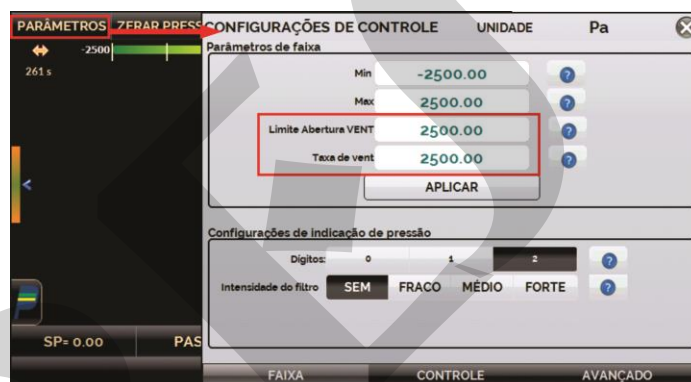 PARÂMETROS ZERAR PRESS CONFIGURAÇÕES DE CONTROLE UNIDADE Pa
-2500
261 s
Parâmetros de faixa
Min -2500.00 ?
Max 2500.00 ?
Limite Abertura VENT 2500.00 ?
Taxa de vent 2500.00 ?
APLICAR
Configurações de indicação de pressão
Dígitos: 0 1 2 ?
Intensidade do filtro SEM FRACO MÉDIO FORTE ?
SP= 0.00 PAS
FAIXA CONTROLE AVANÇADO